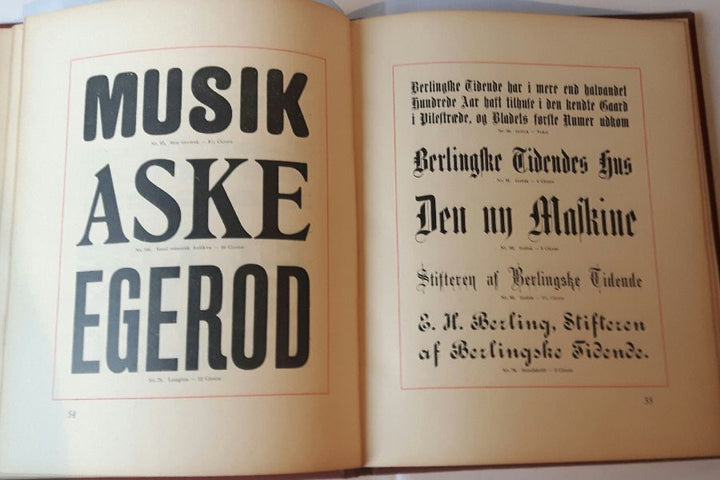 MUSIK
ASKE
EGEROD
54
Berlingske Tidende har i mere end halvandet
Hundrede Aar haft tilhuse i den kendte Gaard
i Pilestræde, og Bladets første Numer udkom
Berlingske Tidendes Hus
Den ny Maskine
Stifteren af Berlingske Tidende
E. H. Berling, Stifteren
af Berlingske Tidende.
55